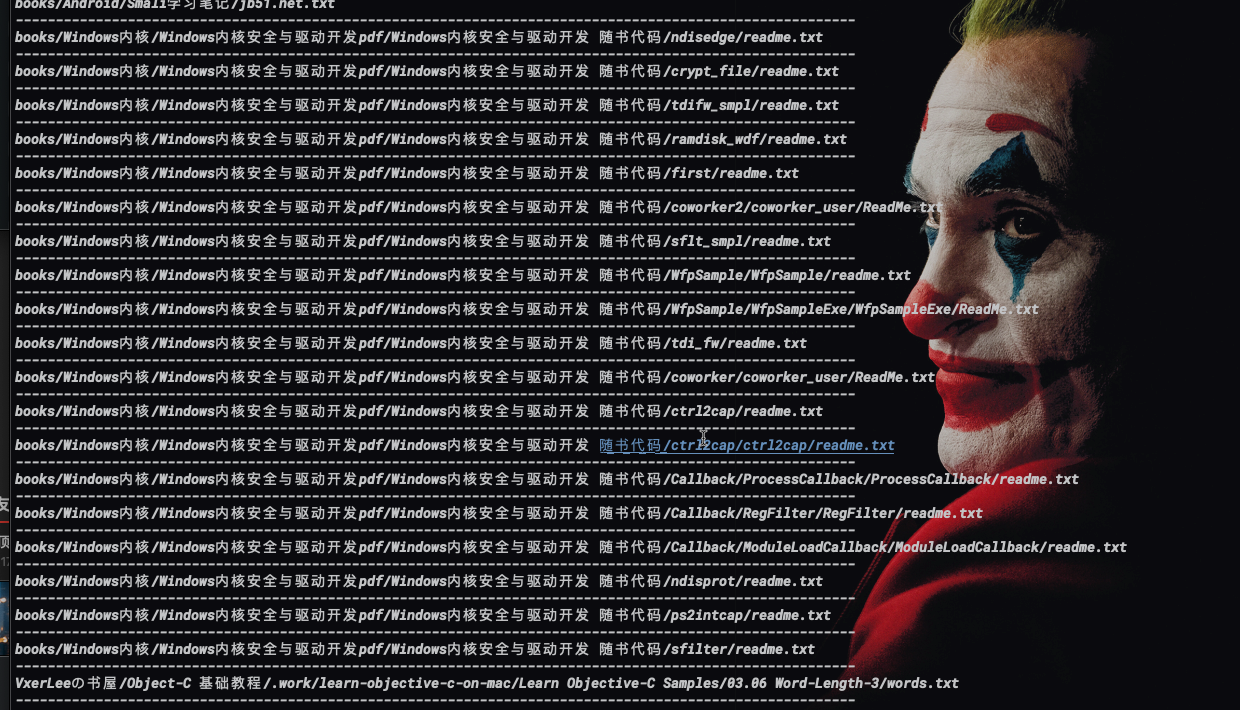 books/Android/Smali学习笔记/jb51.net.txt
--------------------------------------------------------------------------------
books/Windows内核/Windows内核安全与驱动开发pdf/Windows内核安全与驱动开发 随书代码/ndisedge/readme.txt
--------------------------------------------------------------------------------
books/Windows内核/Windows内核安全与驱动开发pdf/Windows内核安全与驱动开发 随书代码/crypt_file/readme.txt
--------------------------------------------------------------------------------
books/Windows内核/Windows内核安全与驱动开发pdf/Windows内核安全与驱动开发 随书代码/tdifw_smpl/readme.txt
--------------------------------------------------------------------------------
books/Windows内核/Windows内核安全与驱动开发pdf/Windows内核安全与驱动开发 随书代码/ramdisk_wdf/readme.txt
--------------------------------------------------------------------------------
books/Windows内核/Windows内核安全与驱动开发pdf/Windows内核安全与驱动开发 随书代码/first/readme.txt
--------------------------------------------------------------------------------
books/Windows内核/Windows内核安全与驱动开发pdf/Windows内核安全与驱动开发 随书代码/coworker2/coworker_user/ReadMe.txt
--------------------------------------------------------------------------------
books/Windows内核/Windows内核安全与驱动开发pdf/Windows内核安全与驱动开发 随书代码/sflt_smpl/readme.txt
--------------------------------------------------------------------------------
books/Windows内核/Windows内核安全与驱动开发pdf/Windows内核安全与驱动开发 随书代码/WfpSample/WfpSample/readme.txt
--------------------------------------------------------------------------------
books/Windows内核/Windows内核安全与驱动开发pdf/Windows内核安全与驱动开发 随书代码/WfpSample/WfpSampleExe/WfpSampleExe/ReadMe.txt
--------------------------------------------------------------------------------
books/Windows内核/Windows内核安全与驱动开发pdf/Windows内核安全与驱动开发 随书代码/tdi_fw/readme.txt
--------------------------------------------------------------------------------
books/Windows内核/Windows内核安全与驱动开发pdf/Windows内核安全与驱动开发 随书代码/coworker/coworker_user/ReadMe.txt
--------------------------------------------------------------------------------
books/Windows内核/Windows内核安全与驱动开发pdf/Windows内核安全与驱动开发 随书代码/ctrl2cap/readme.txt
--------------------------------------------------------------------------------
books/Windows内核/Windows内核安全与驱动开发pdf/Windows内核安全与驱动开发 随书代码/ctrl2cap/ctrl2cap/readme.txt
--------------------------------------------------------------------------------
books/Windows内核/Windows内核安全与驱动开发pdf/Windows内核安全与驱动开发 随书代码/Callback/ProcessCallback/ProcessCallback/readme.txt
--------------------------------------------------------------------------------
books/Windows内核/Windows内核安全与驱动开发pdf/Windows内核安全与驱动开发 随书代码/Callback/RegFilter/RegFilter/readme.txt
--------------------------------------------------------------------------------
books/Windows内核/Windows内核安全与驱动开发pdf/Windows内核安全与驱动开发 随书代码/Callback/ModuleLoadCallback/ModuleLoadCallback/readme.txt
--------------------------------------------------------------------------------
books/Windows内核/Windows内核安全与驱动开发pdf/Windows内核安全与驱动开发 随书代码/ndisprot/readme.txt
--------------------------------------------------------------------------------
books/Windows内核/Windows内核安全与驱动开发pdf/Windows内核安全与驱动开发 随书代码/ps2intcap/readme.txt
--------------------------------------------------------------------------------
books/Windows内核/Windows内核安全与驱动开发pdf/Windows内核安全与驱动开发 随书代码/sfilter/readme.txt
--------------------------------------------------------------------------------
VxerLeeの书屋/Object-C 基础教程/.work/learn-objective-c-on-mac/Learn Objective-C Samples/03.06 Word-Length-3/words.txt
--------------------------------------------------------------------------------